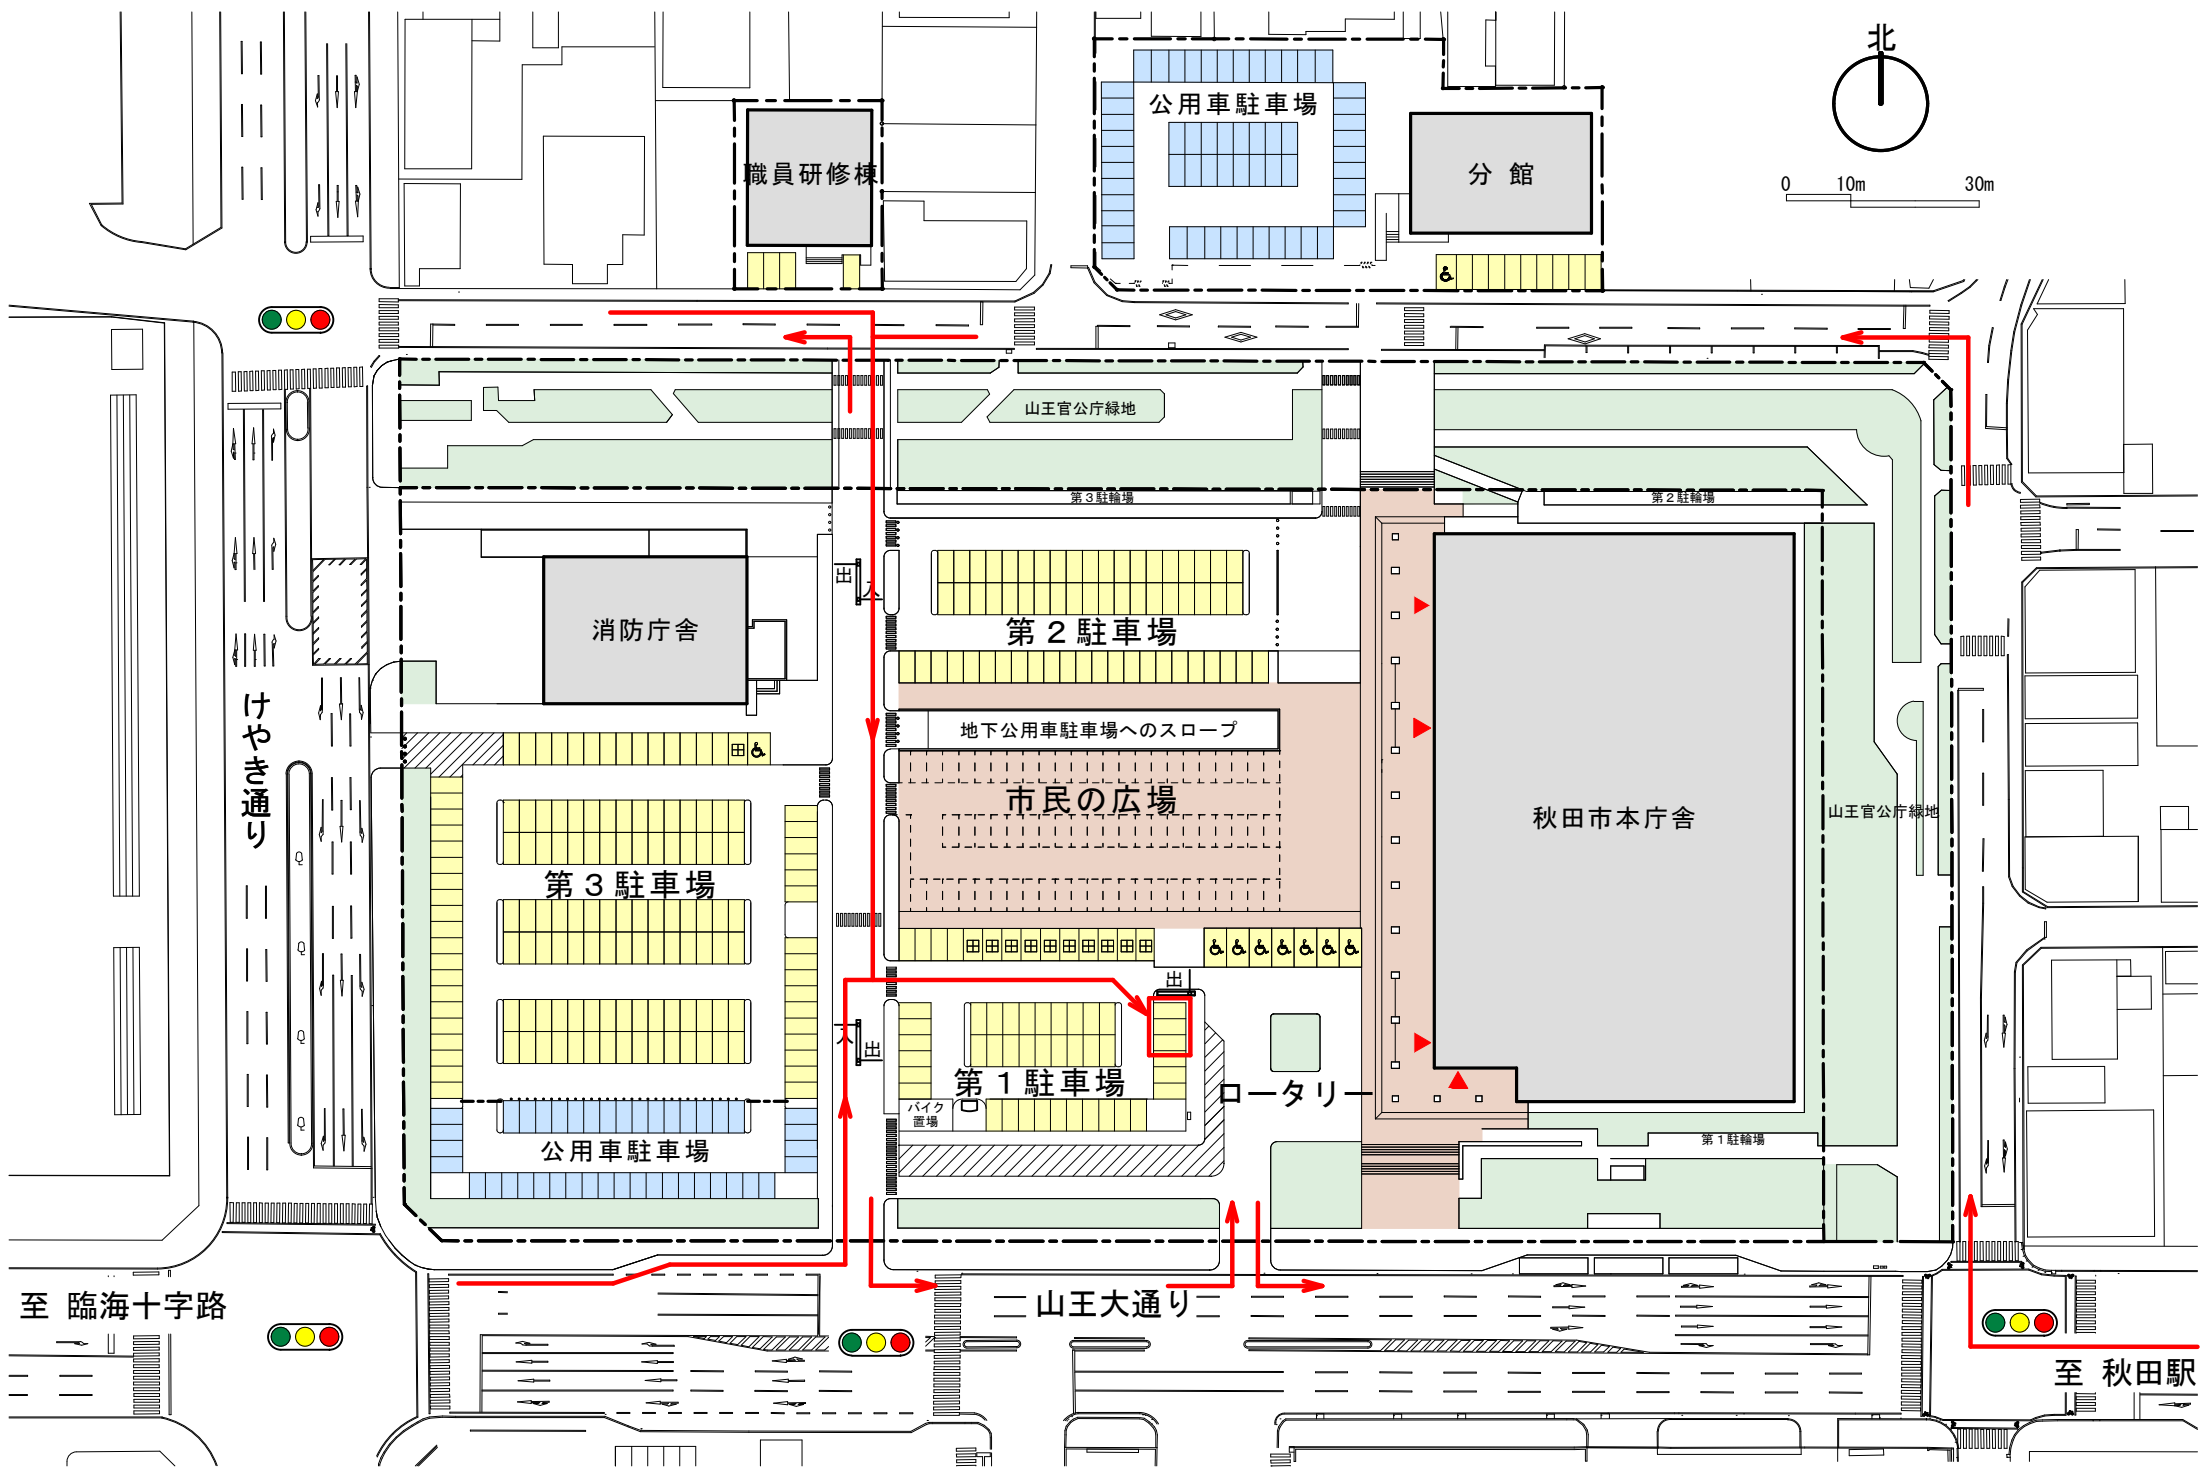 北
公用車駐車場
職員研修棟
分 館
0 10m 30m
山王官公庁緑地
第3駐輪場
第2駐輪場
出
入
消防庁舎
第2駐車場
けやき通り
地下公用車駐車場へのスロープ
市民の広場
秋田市本庁舎
山王官公庁緑地
第3駐車場
出
入
出
第1駐車場
ロータリー
バイク
置場
公用車駐車場
第1駐輪場
至 臨海十字路
山王大通り
至 秋田駅